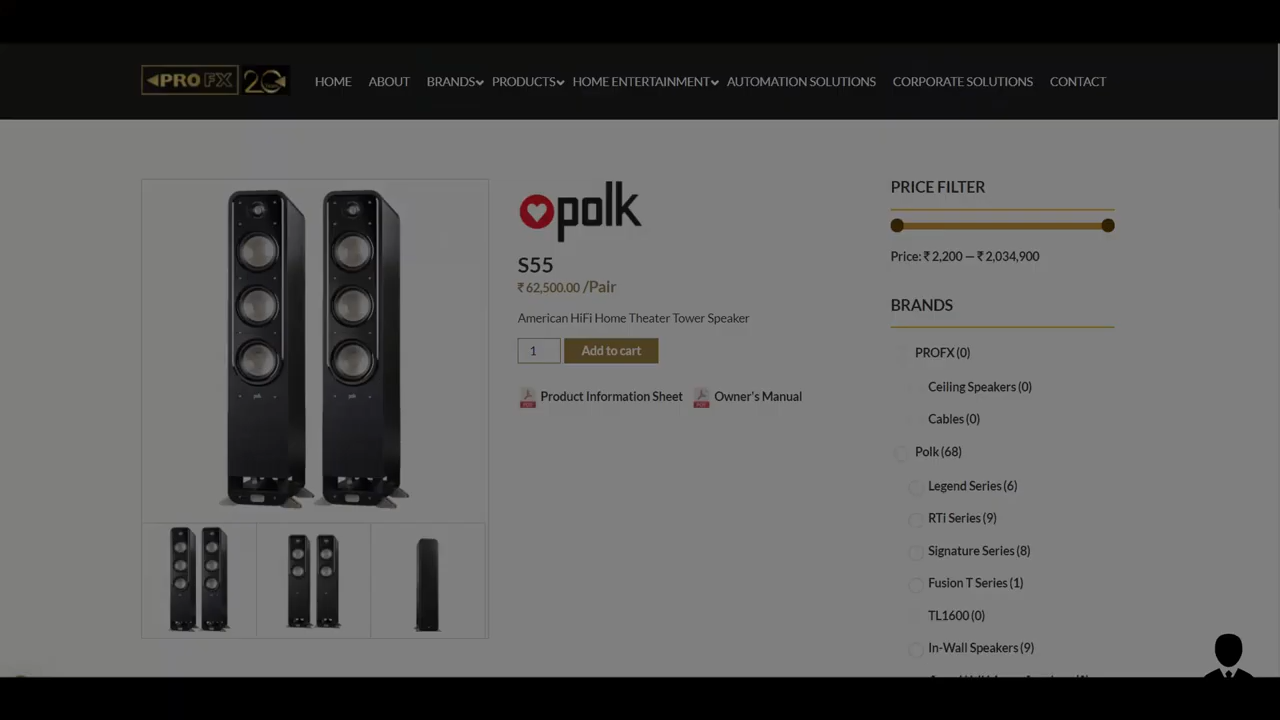 PRO FX 20
HOME ABOUT BRANDS PRODUCTS HOME ENTERTAINMENT AUTOMATION SOLUTIONS CORPORATE SOLUTIONS CONTACT
polk
S55
₹ 62,500.00 /Pair
American HiFi Home Theater Tower Speaker
1 Add to cart
Product Information Sheet Owner's Manual
PRICE FILTER
Price: ₹ 2,200 — ₹ 2,034,900
BRANDS
PROFX (0)
Ceiling Speakers (0)
Cables (0)
Polk (68)
Legend Series (6)
RTi Series (9)
Signature Series (8)
Fusion T Series (1)
TL1600 (0)
In-Wall Speakers (9)